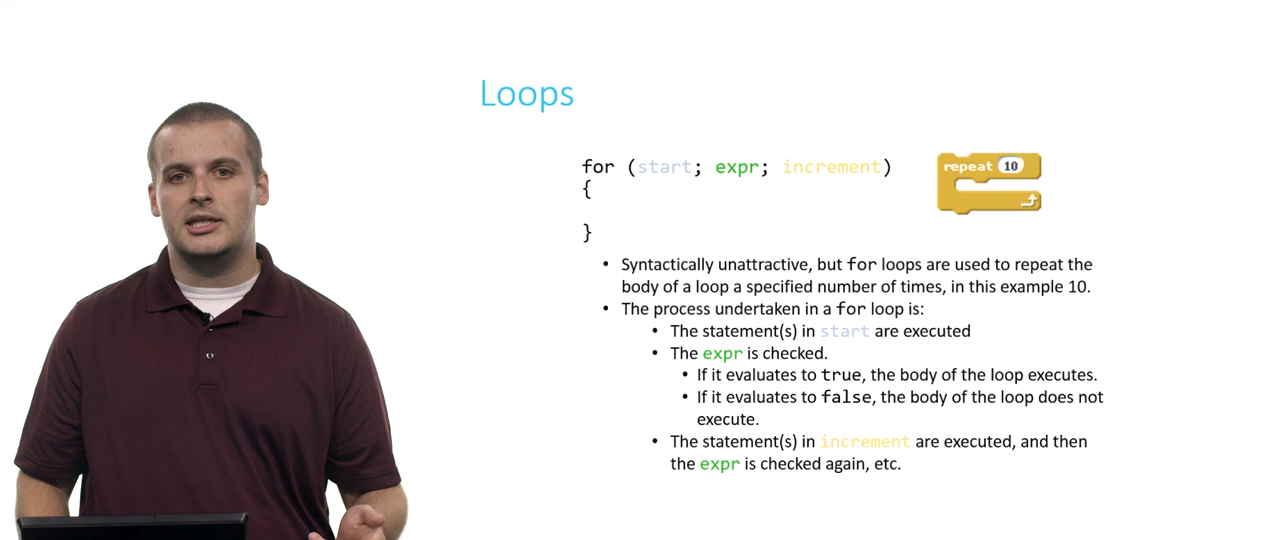 Loops
for (start; expr; increment)
{
}
repeat 10
• Syntactically unattractive, but for loops are used to repeat the
body of a loop a specified number of times, in this example 10.
• The process undertaken in a for loop is:
• The statement(s) in start are executed
• The expr is checked.
• If it evaluates to true, the body of the loop executes.
• If it evaluates to false, the body of the loop does not
execute.
• The statement(s) in increment are executed, and then
the expr is checked again, etc.